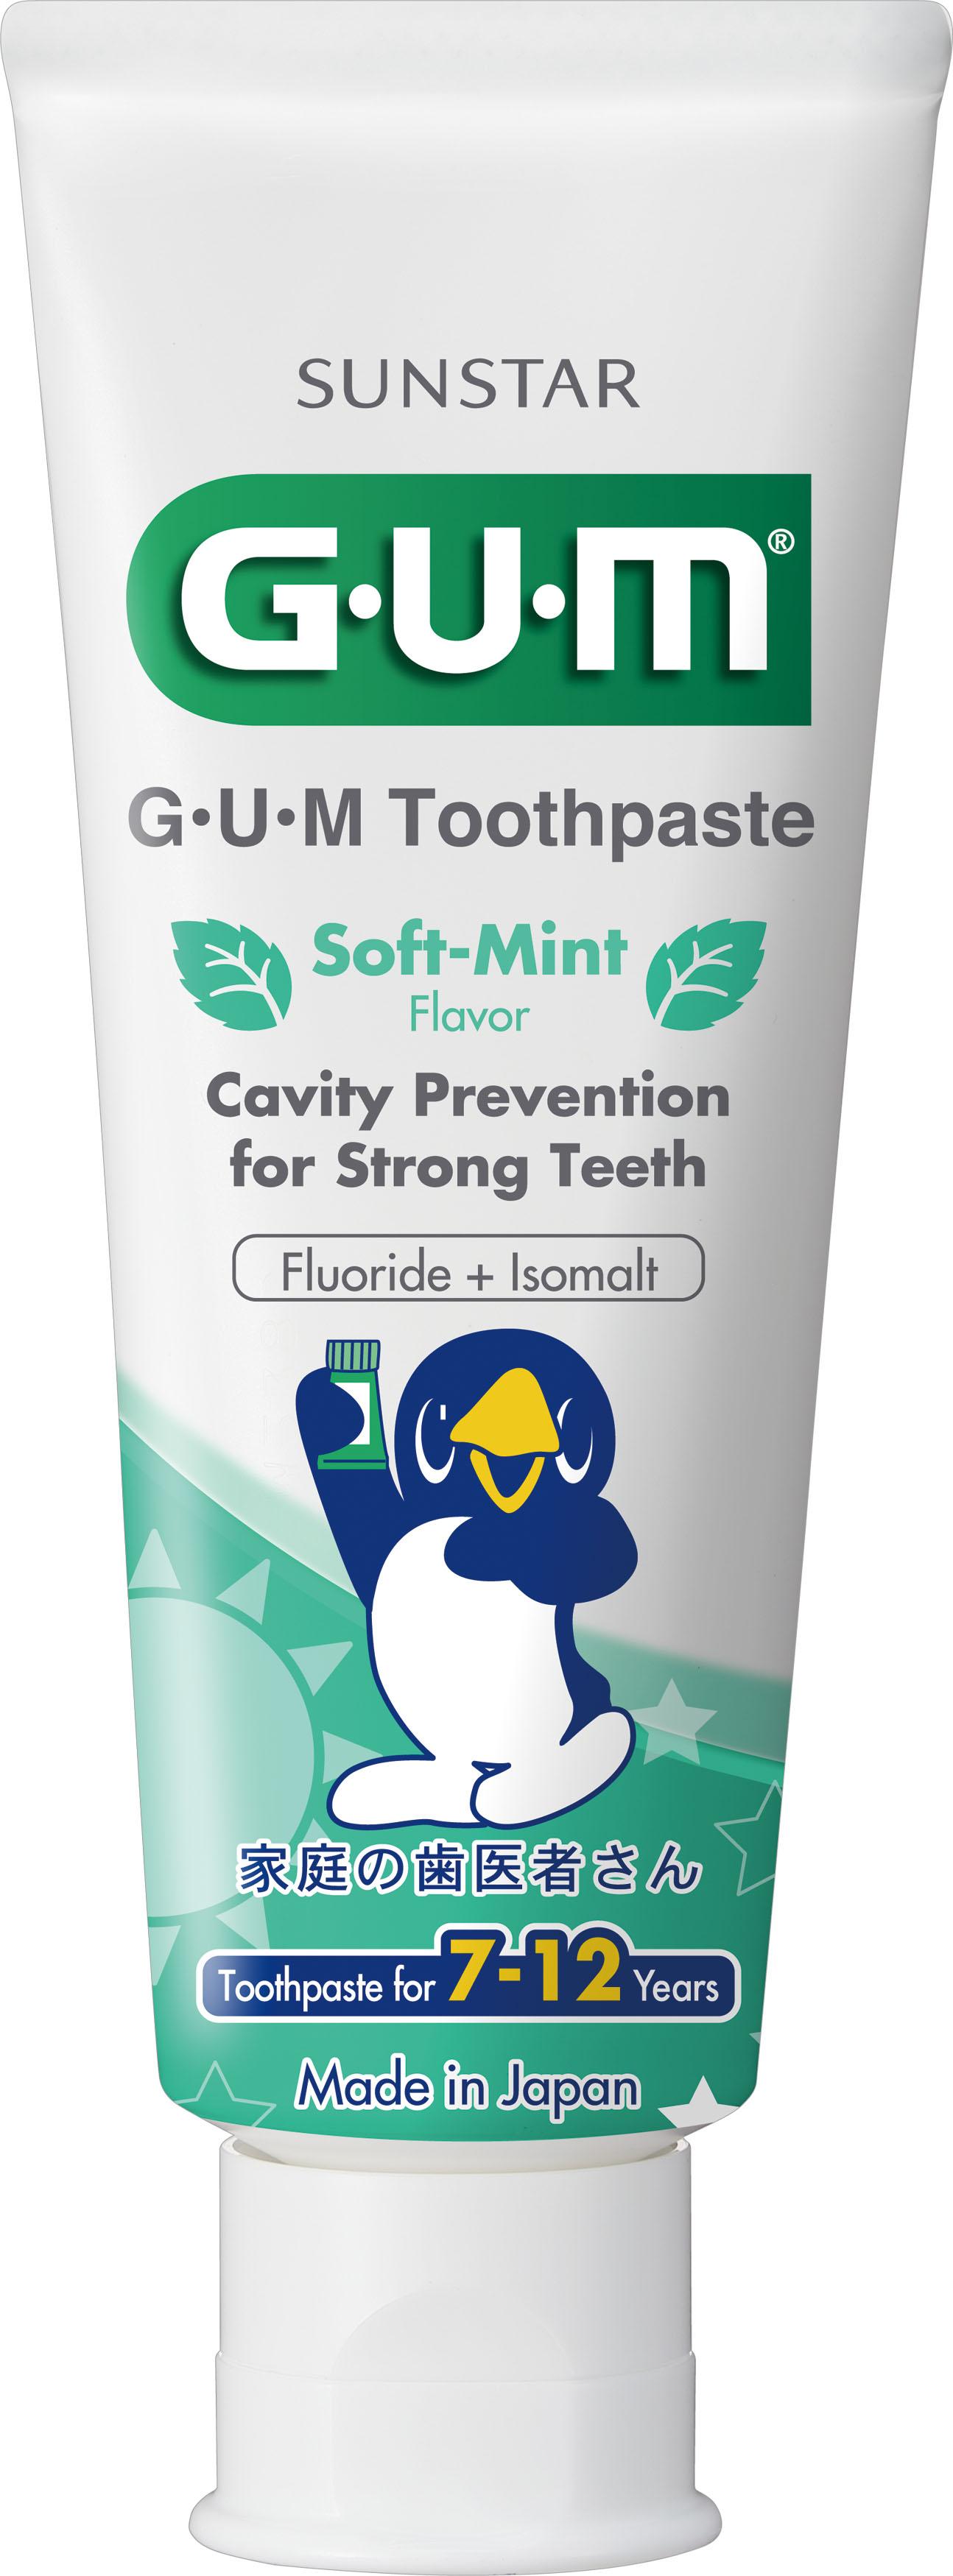 SUNSTAR
G·U·M®
G·U·M Toothpaste
Soft-Mint
Flavor
Cavity Prevention
for Strong Teeth
Fluoride + Isomalt
家庭の歯医者さん
Toothpaste for 7-12 Years
Made in Japan